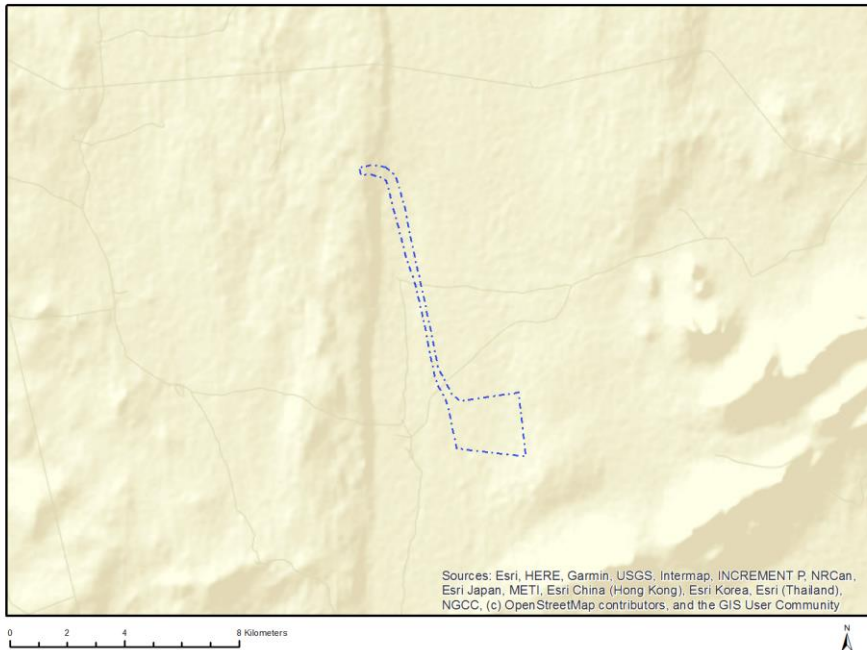 Sources: Esri, HERE, Garmin, USGS, Intermap, INCREMENT P, NRCan,
Esri Japan, METI, Esri China (Hong Kong), Esri Korea, Esri (Thailand),
NGCC, (c) OpenStreetMap contributors, and the GIS User Community
0 2 4 8 Kilometers
N